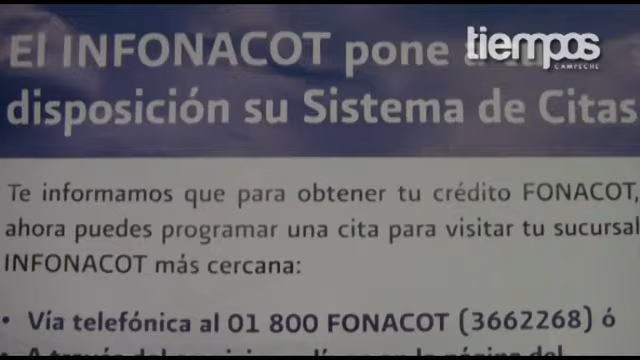 El INFONACOT pone a
tiempos
CAMPECHE
disposición su Sistema de Citas
Te informamos que para obtener tu crédito FONACOT,
ahora puedes programar una cita para visitar tu sucursal
INFONACOT más cercana:
• Vía telefónica al 01 800 FONACOT (3662268) ó